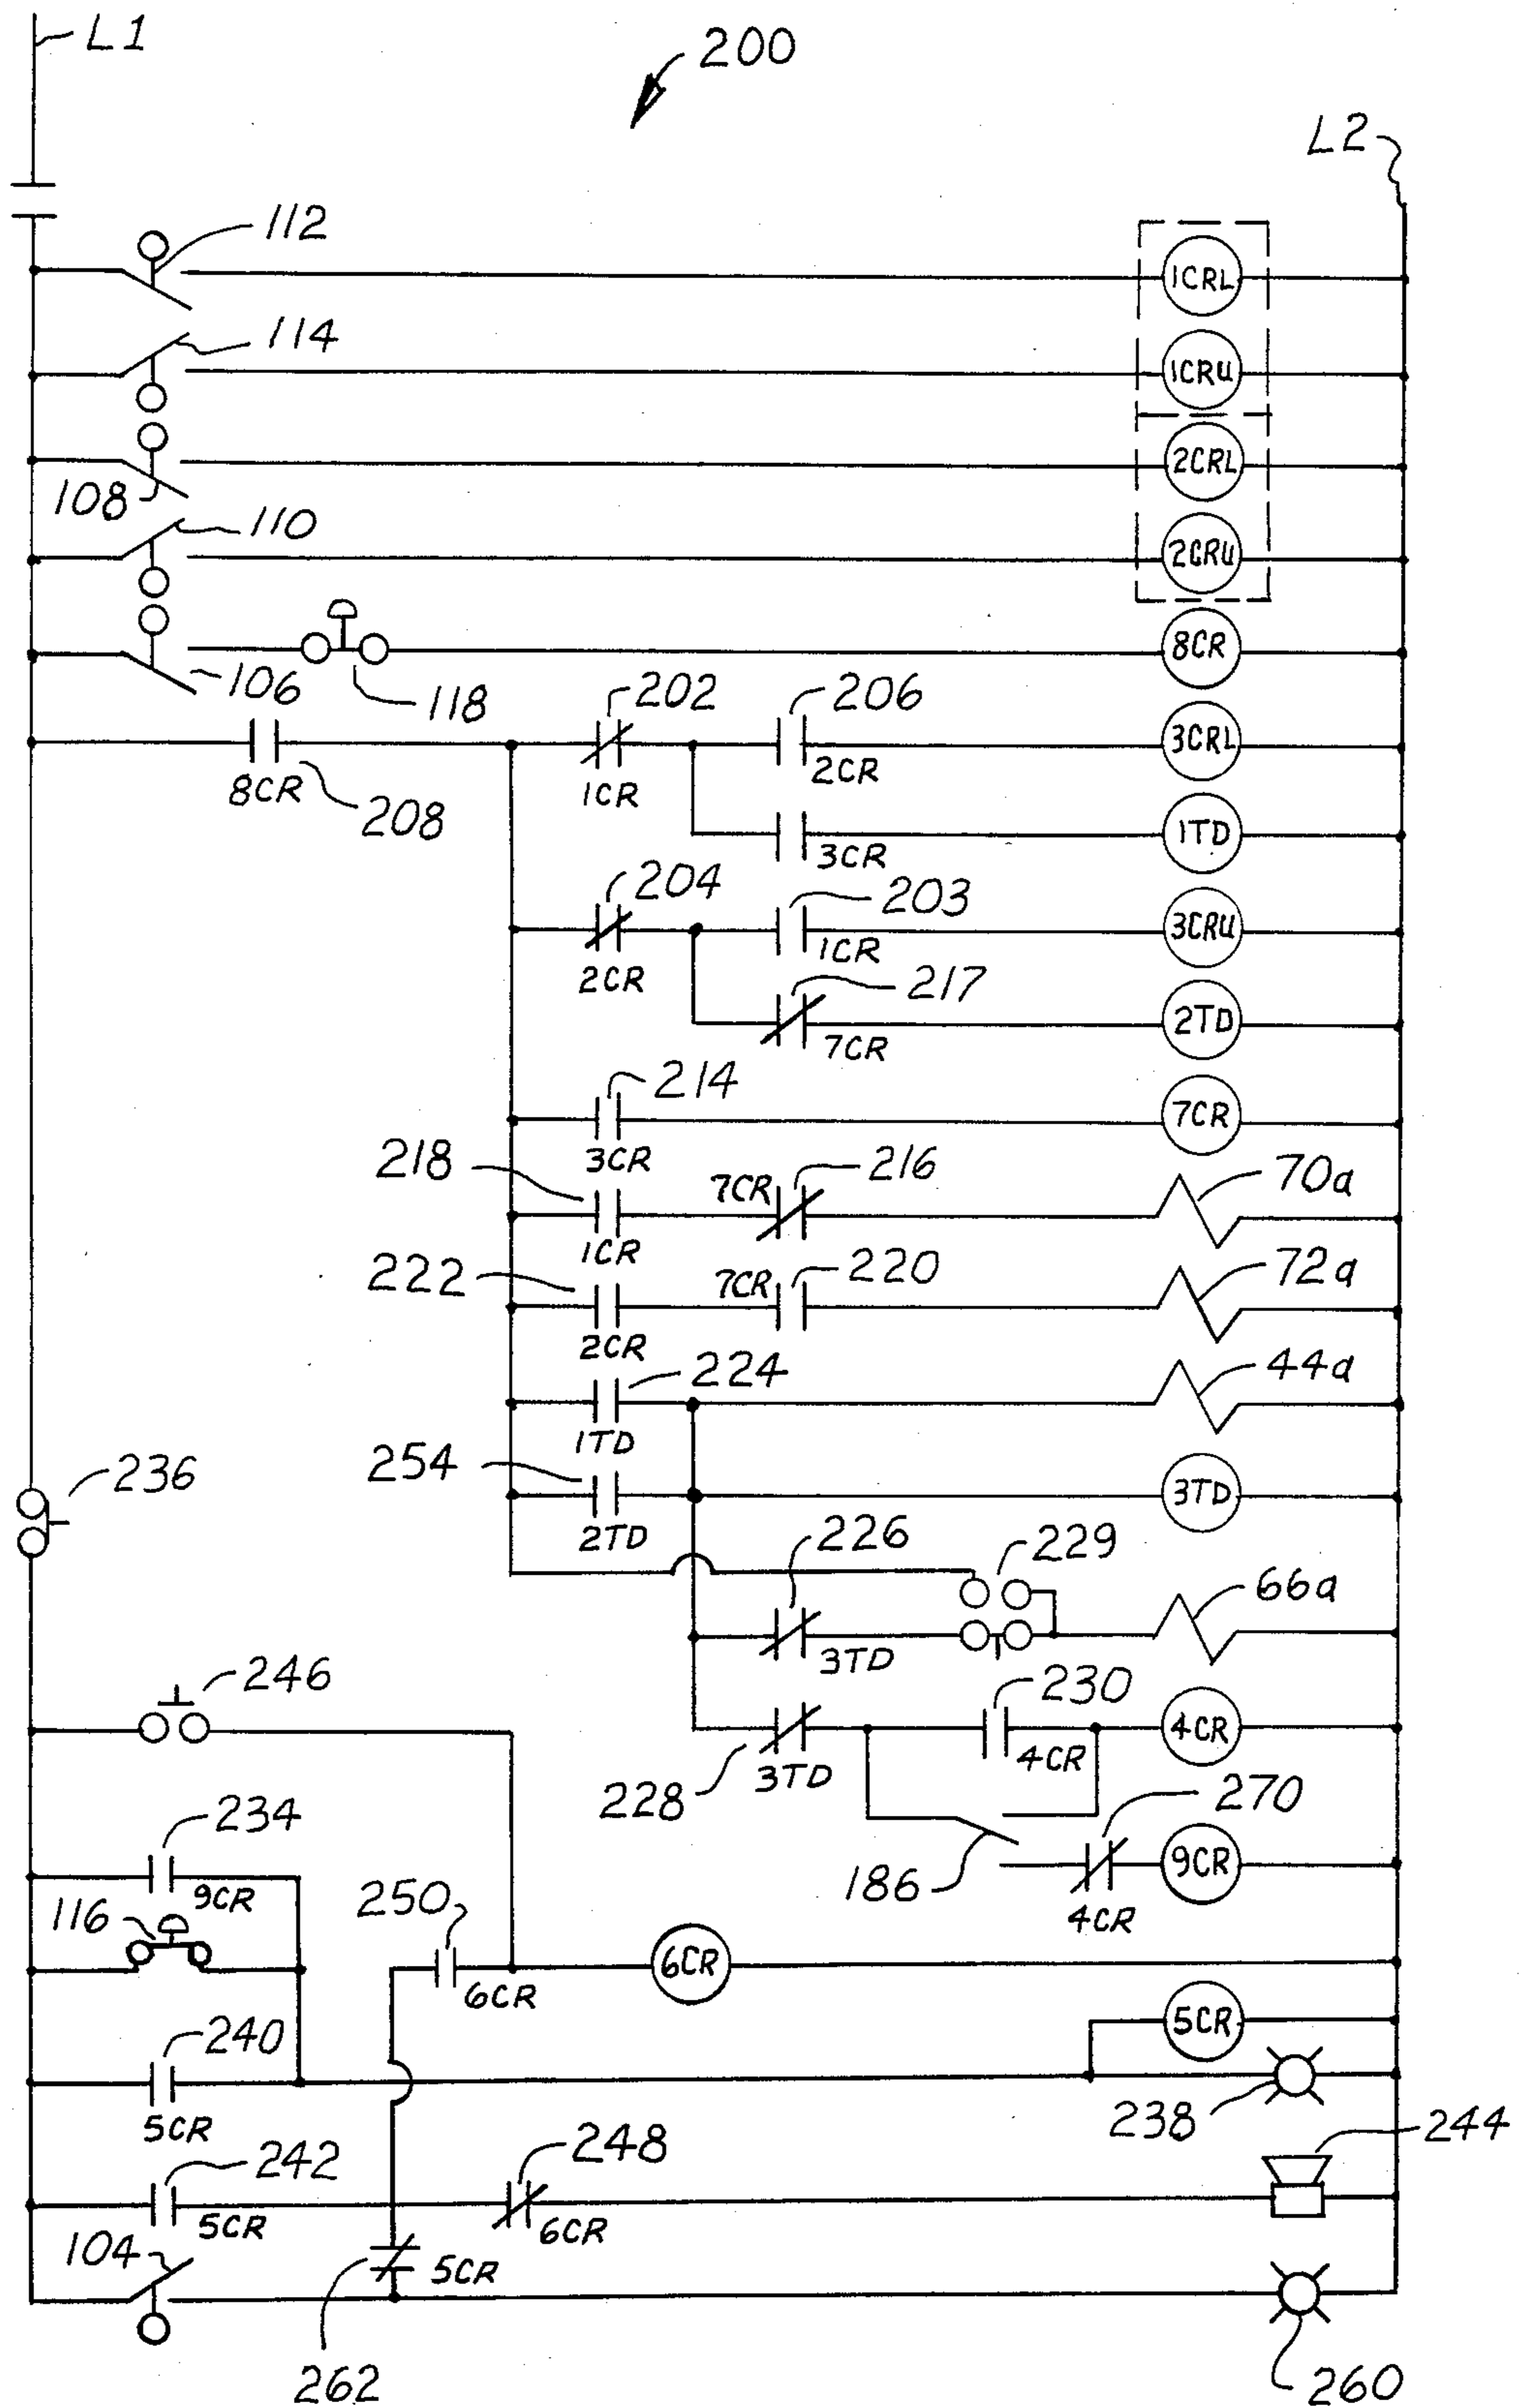 L1
200
L2
112
1CRL
114
1CRU
108
2CRL
110
2CRU
8CR
106
118
202
206
3CRL
8CR
208
1CR
2CR
1TD
3CR
204
203
3CRU
2CR
1CR
217
2TD
7CR
214
7CR
3CR
218
7CR
216
70a
1CR
222
7CR
220
72a
2CR
224
44a
1TD
254
3TD
236
2TD
226
229
66a
3TD
246
230
4CR
4CR
228
3TD
270
234
186
9CR
9CR
116
250
4CR
6CR
6CR
5CR
240
238
5CR
244
242
248
5CR
6CR
104
5CR
262
260